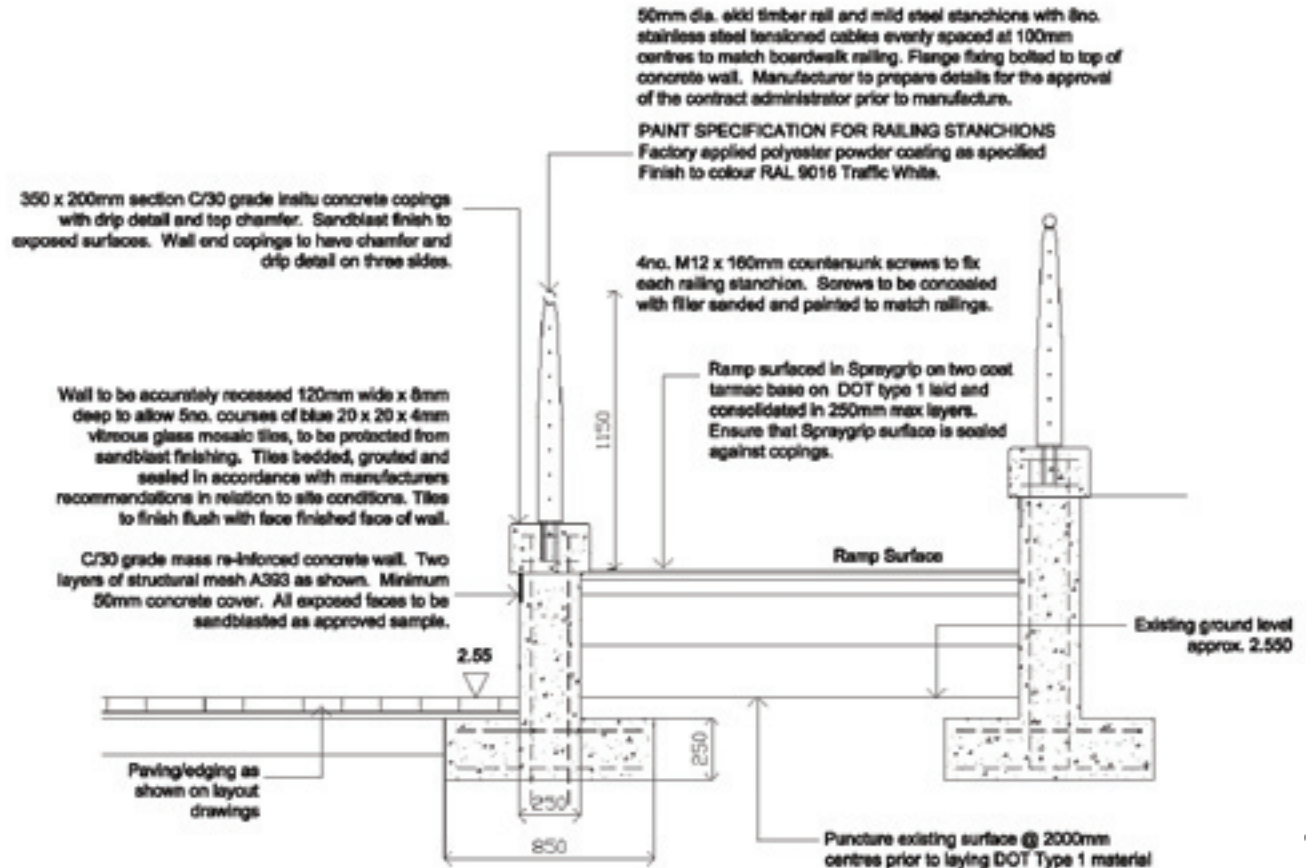 50mm dia. ekki timber rail and mild steel stanchions with 8no.
stainless steel tensioned cables evenly spaced at 100mm
centres to match boardwalk railing. Flange fixing bolted to top of
concrete wall. Manufacturer to prepare details for the approval
of the contract administrator prior to manufacture.
PAINT SPECIFICATION FOR RAILING STANCHIONS
Factory applied polyester powder coating as specified
Finish to colour RAL 9016 Traffic White.
350 x 200mm section C/30 grade insitu concrete copings
with drip detail and top chamfer. Sandblast finish to
exposed surfaces. Wall end copings to have chamfer and
drip detail on three sides.
4no. M12 x 160mm countersunk screws to fix
each railing stanchion. Screws to be concealed
with filler sanded and painted to match railings.
Wall to be accurately recessed 120mm wide x 8mm
deep to allow 5no. courses of blue 20 x 20 x 4mm
vitreous glass mosaic tiles, to be protected from
sandblast finishing. Tiles bedded, grouted and
sealed in accordance with manufacturers
recommendations in relation to site conditions. Tiles
to finish flush with face finished face of wall.
1150
Ramp surfaced in Spraygrip on two coat
tarmac base on DOT type 1 laid and
consolidated in 250mm max layers.
Ensure that Spraygrip surface is sealed
against copings.
C/30 grade mass re-inforced concrete wall. Two
layers of structural mesh A393 as shown. Minimum
50mm concrete cover. All exposed faces to be
sandblasted as approved sample.
Ramp Surface
Existing ground level
approx. 2.550
2.55
250
Paving/edging as
shown on layout
drawings
250
850
Puncture existing surface @ 2000mm
centres prior to laying DOT Type 1 material